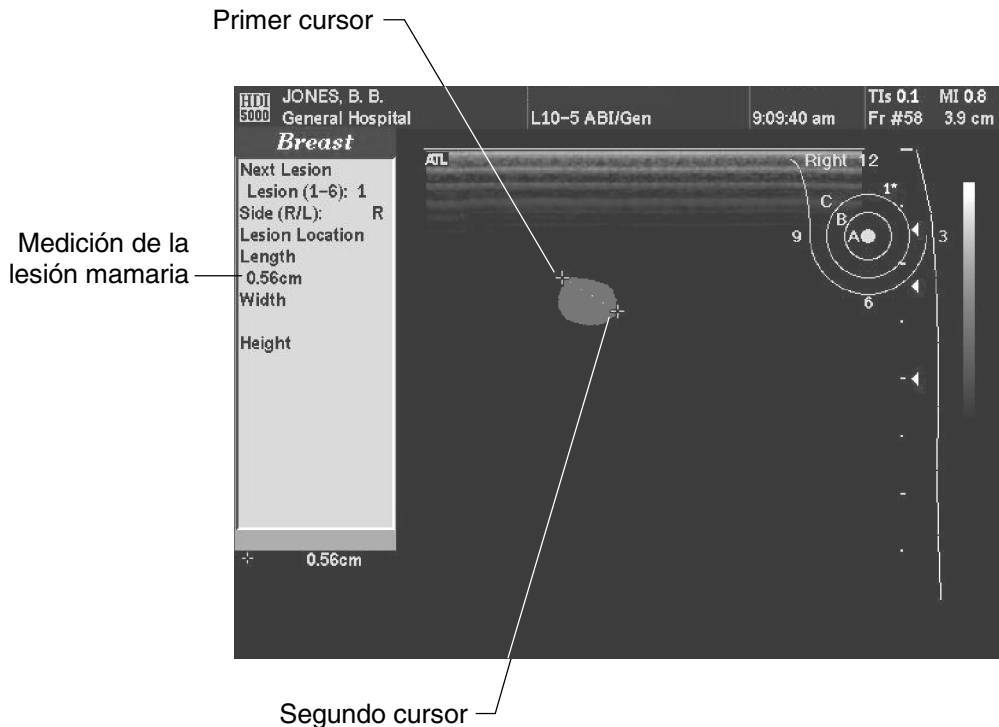 Primer cursor
HDI 5000
JONES, B. B.
General Hospital
L10-5 ABI/Gen
9:09:40 am
TIs 0.1 MI 0.8
Fr #58 3.9 cm
Breast
Next Lesion
Lesion (1-6): 1
Side (R/L): R
Lesion Location
Length
0.56cm
Width
Height
0.56cm
Medición de la
lesión mamaria
ATL
Right 12
1*
C
B
A
9
3
6
Segundo cursor